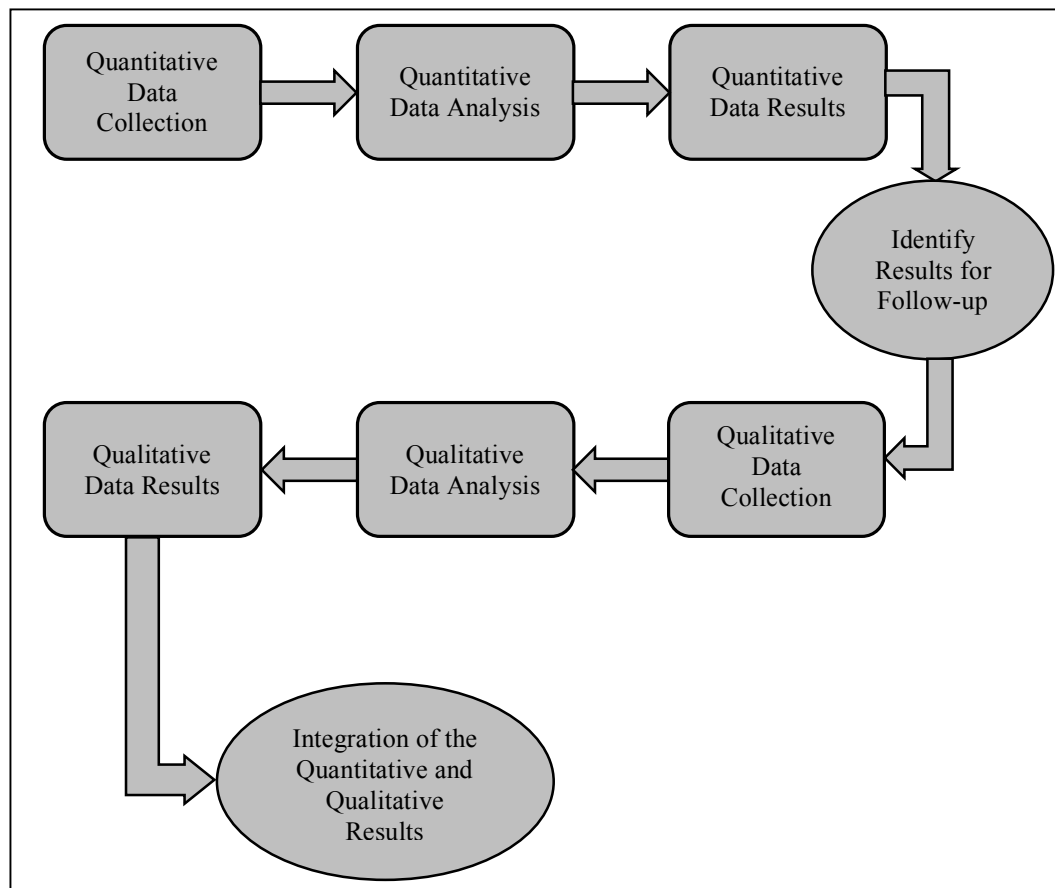 Quantitative
Data
Collection
Quantitative
Data Analysis
Quantitative
Data Results
Identify
Results for
Follow-up
Qualitative
Data
Collection
Qualitative
Data Analysis
Qualitative
Data Results
Integration of the
Quantitative and
Qualitative
Results